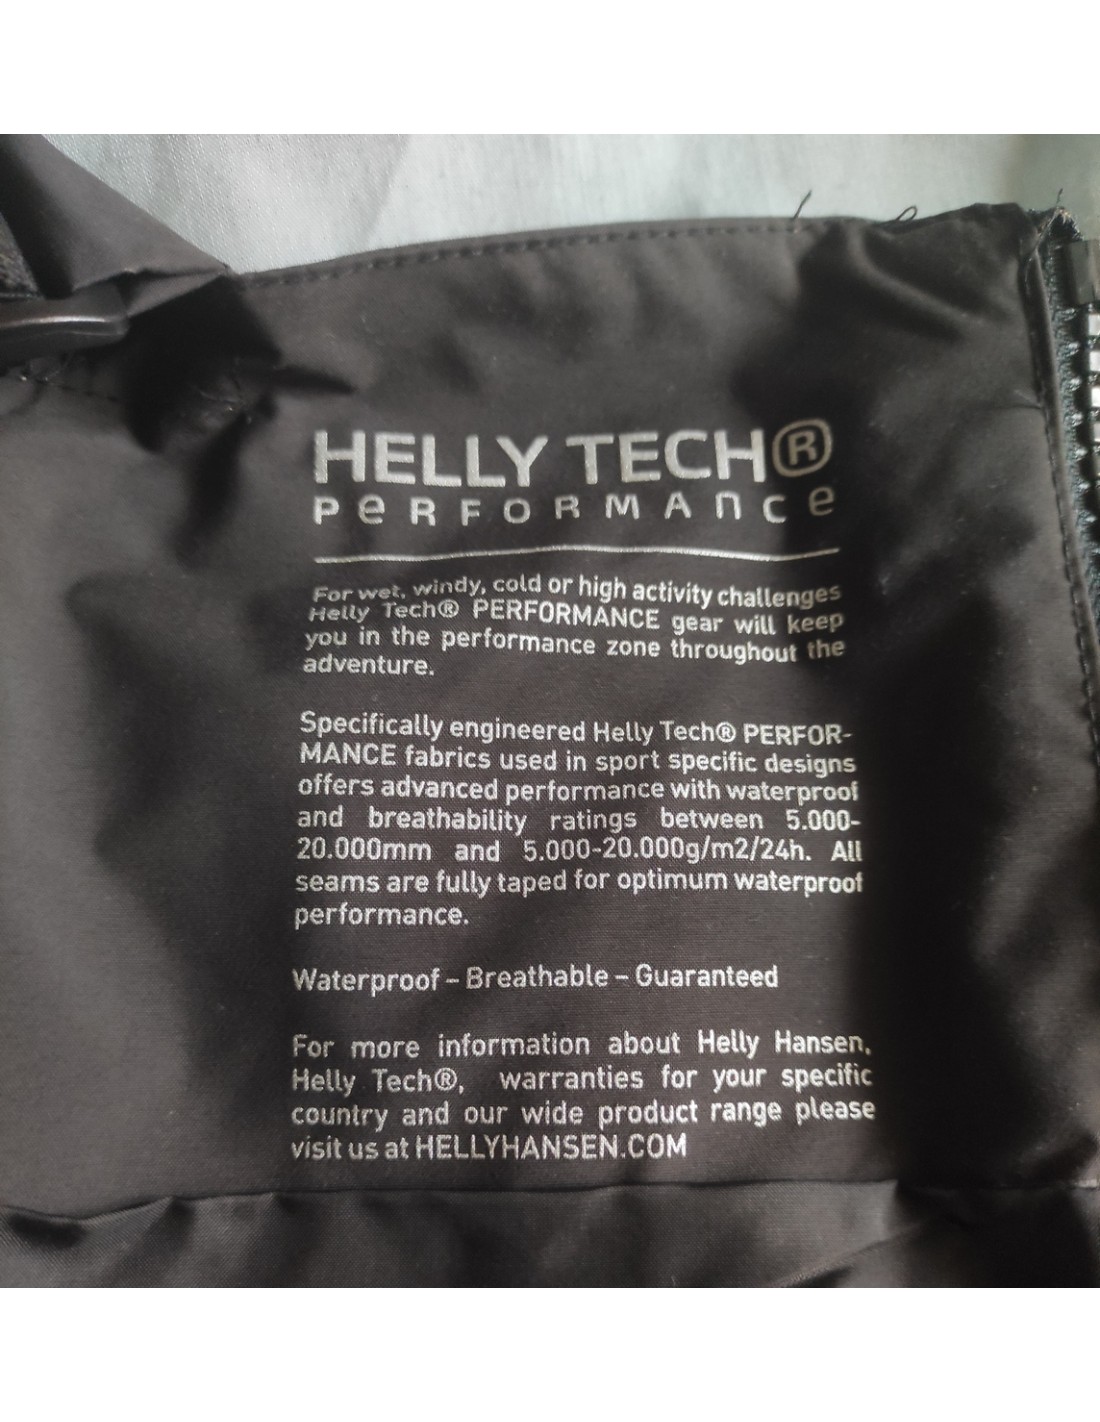 HELLY TECH®
PeRFORMAnce
For wet, windy, cold or high activity challenges
Helly Tech® PERFORMANCE gear will keep
you in the performance zone throughout the
adventure.
Specifically engineered Helly Tech® PERFOR-
MANCE fabrics used in sport specific designs
offers advanced performance with waterproof
and breathability ratings between 5.000-
20.000mm and 5.000-20.000g/m2/24h. All
seams are fully taped for optimum waterproof
performance.
Waterproof – Breathable – Guaranteed
For more information about Helly Hansen,
Helly Tech®, warranties for your specific
country and our wide product range please
visit us at HELLYHANSEN.COM